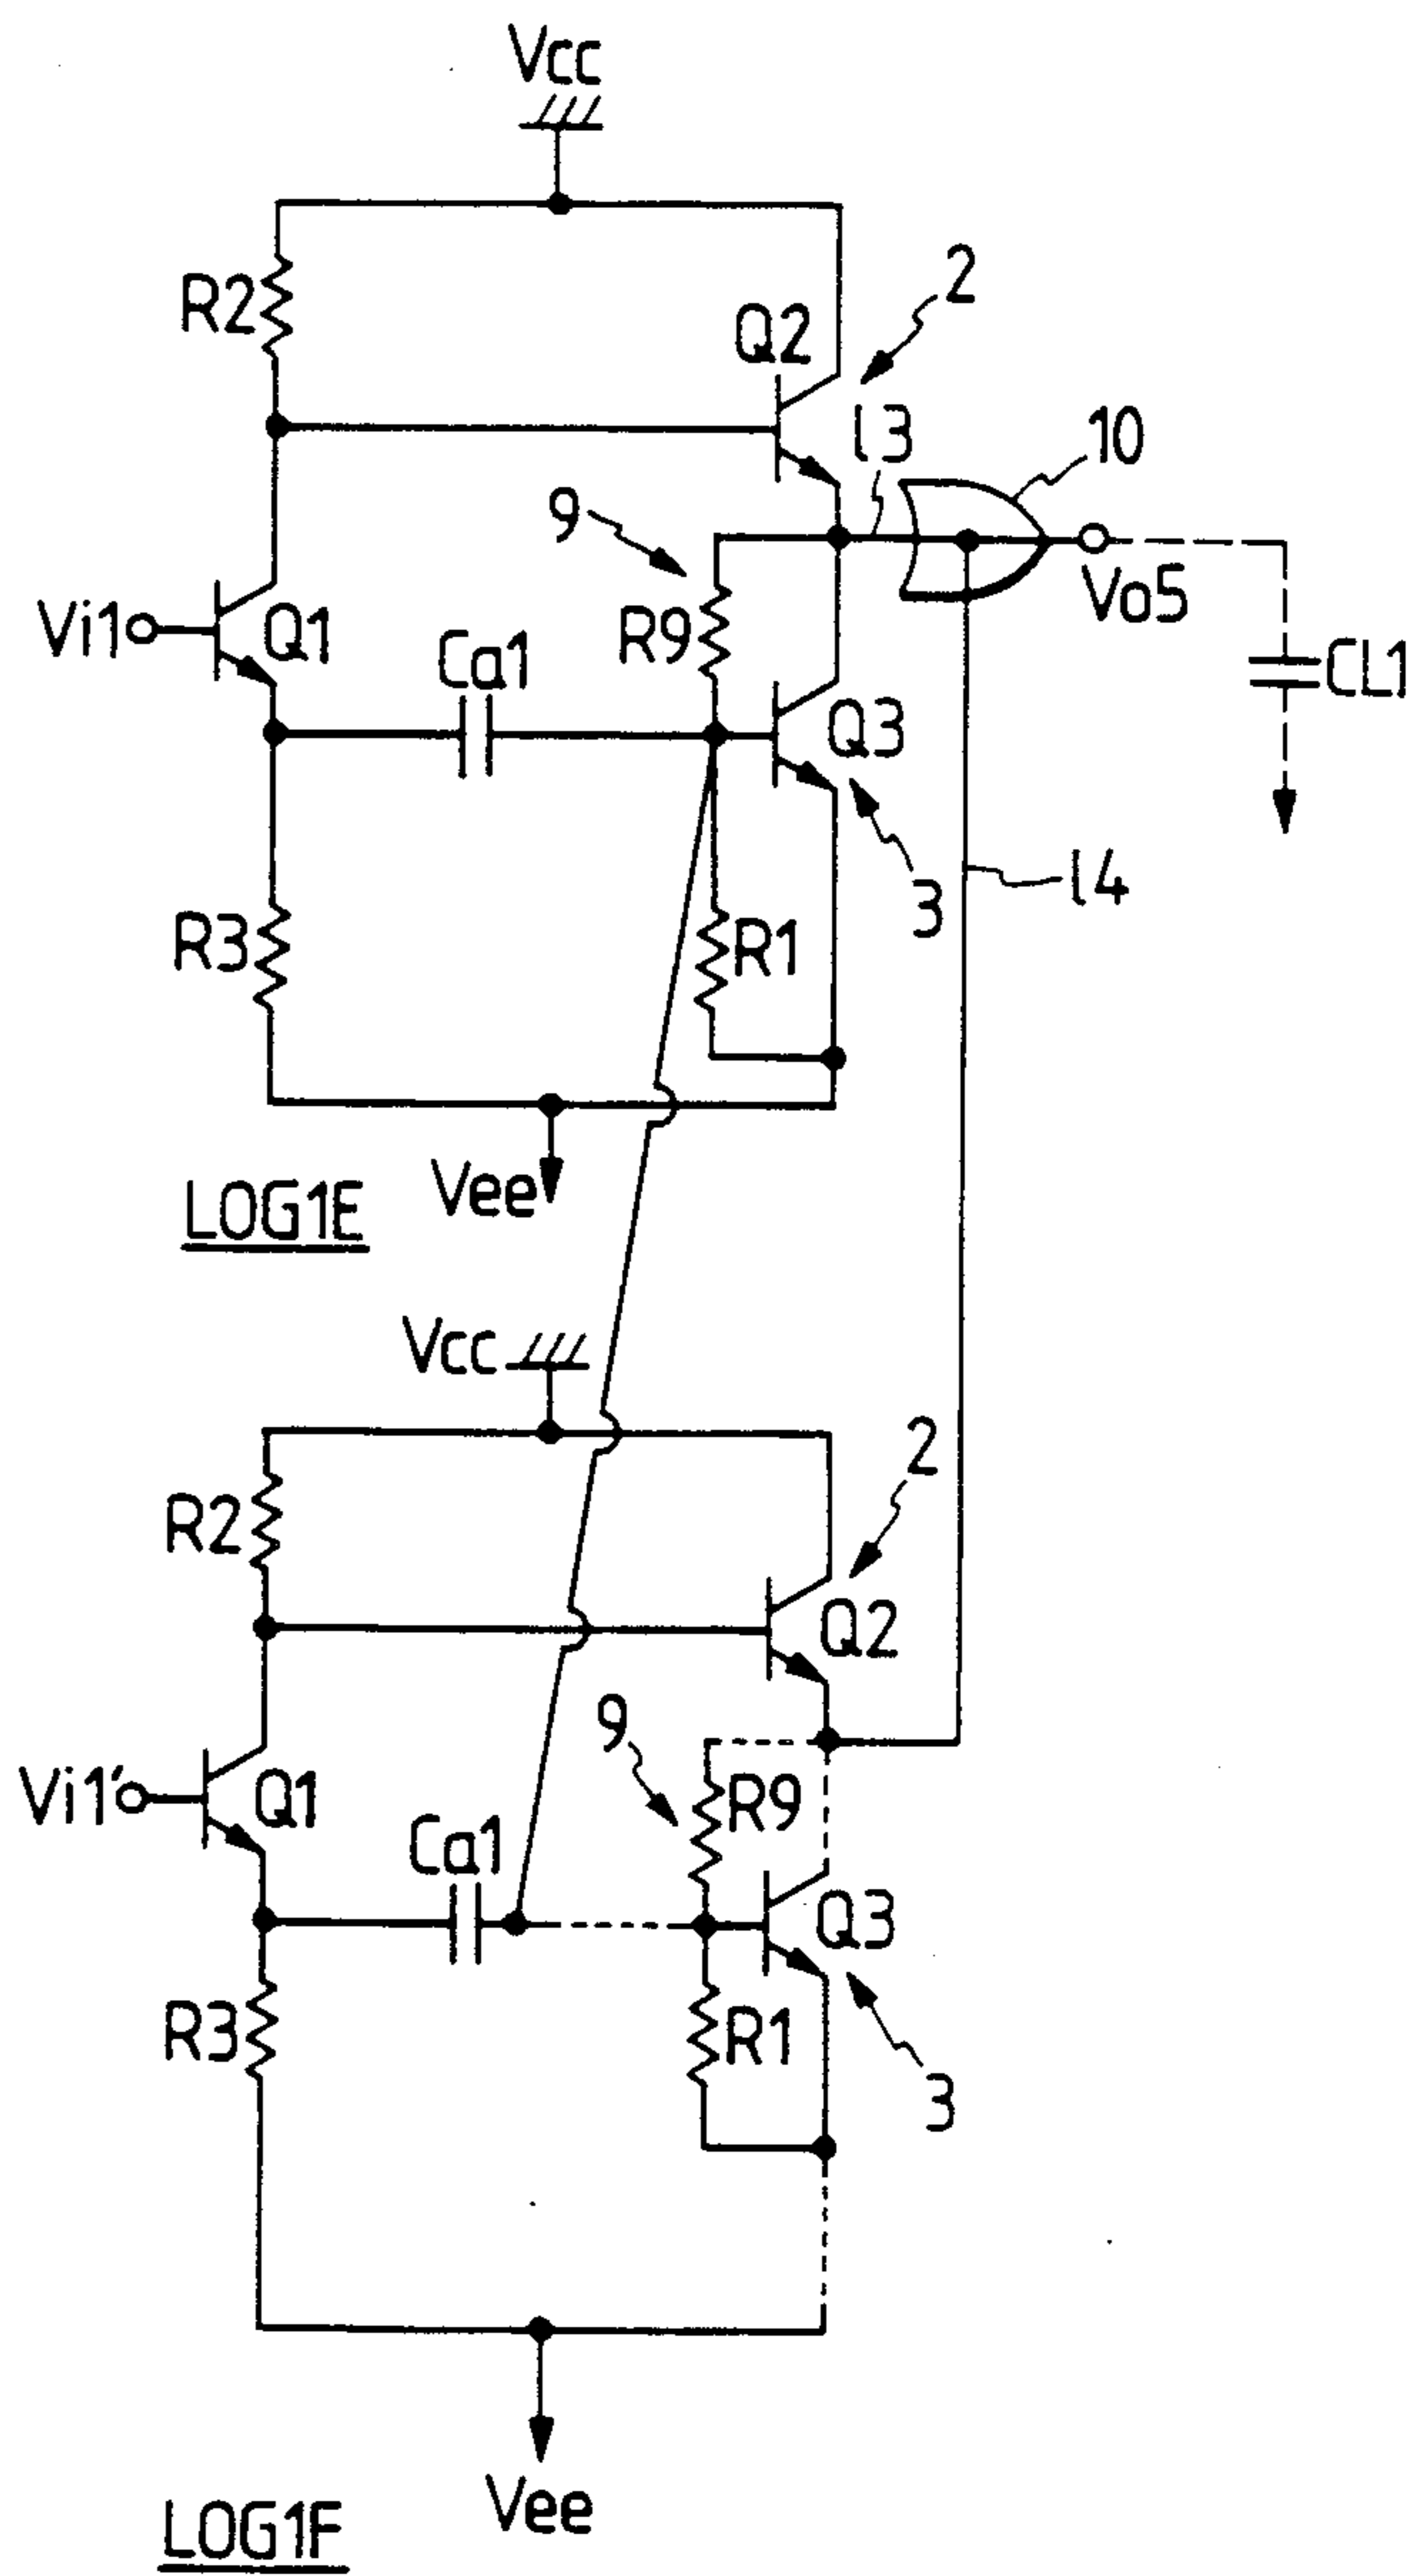 Vcc
R2
Q2
2
l3
10
9
Vi1
Q1
Ca1
R9
Q3
Vo5
CL1
3
l4
R3
R1
Vee
LOG1E
Vcc
2
R2
Q2
9
Vi1′
Q1
R9
Ca1
Q3
R3
R1
3
Vee
LOG1F